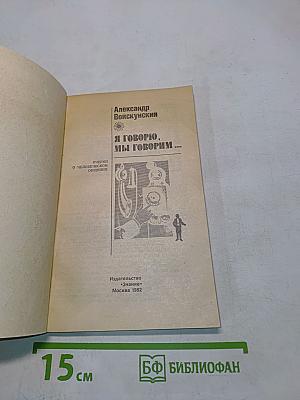 Александр
Войскунский
Я ГОВОРЮ,
МЫ ГОВОРИМ...
очерки
о человеческом
общении
Издательство
«Знание»
Москва 1982
15 см
БФ БИБЛИОФАН